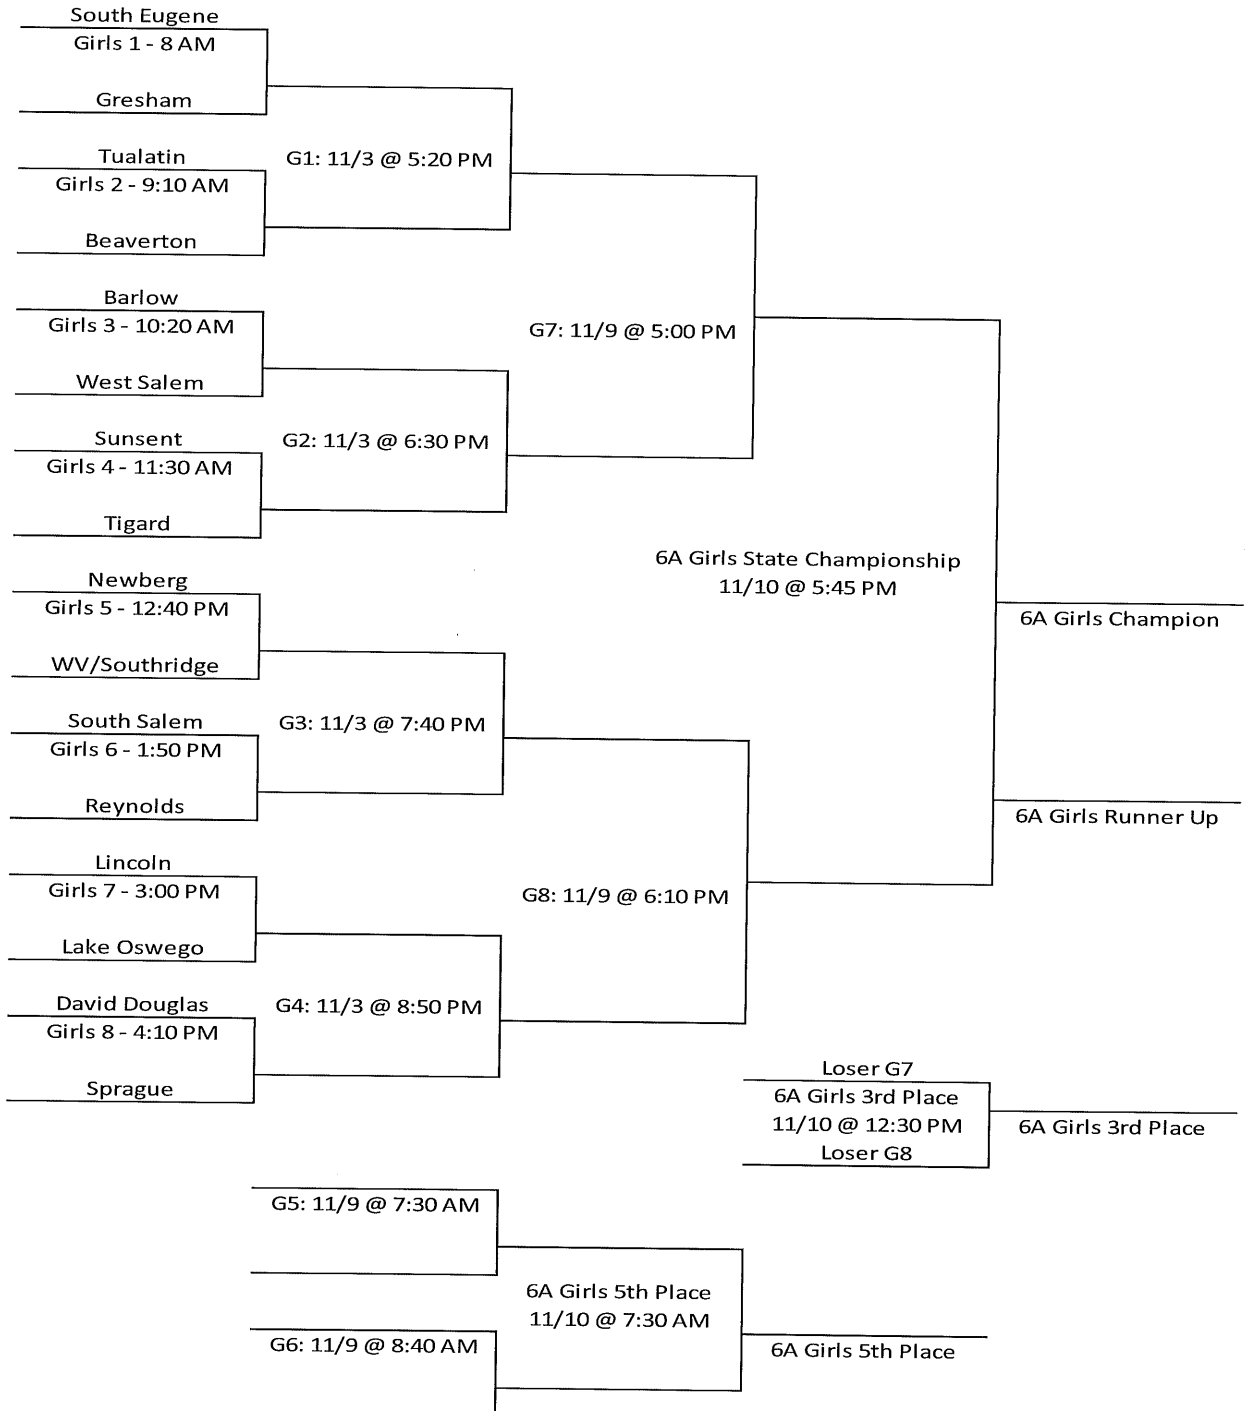 South Eugene
Girls 1 - 8 AM
Gresham
Tualatin
Girls 2 - 9:10 AM
Beaverton
G1: 11/3 @ 5:20 PM
Barlow
Girls 3 - 10:20 AM
West Salem
Sunsent
Girls 4 - 11:30 AM
Tigard
G2: 11/3 @ 6:30 PM
G7: 11/9 @ 5:00 PM
Newberg
Girls 5 - 12:40 PM
WV/Southridge
South Salem
Girls 6 - 1:50 PM
Reynolds
G3: 11/3 @ 7:40 PM
Lincoln
Girls 7 - 3:00 PM
Lake Oswego
David Douglas
Girls 8 - 4:10 PM
Sprague
G4: 11/3 @ 8:50 PM
G8: 11/9 @ 6:10 PM
6A Girls State Championship
11/10 @ 5:45 PM
6A Girls Champion
6A Girls Runner Up
Loser G7
6A Girls 3rd Place
11/10 @ 12:30 PM
Loser G8
6A Girls 3rd Place
G5: 11/9 @ 7:30 AM
G6: 11/9 @ 8:40 AM
6A Girls 5th Place
11/10 @ 7:30 AM
6A Girls 5th Place